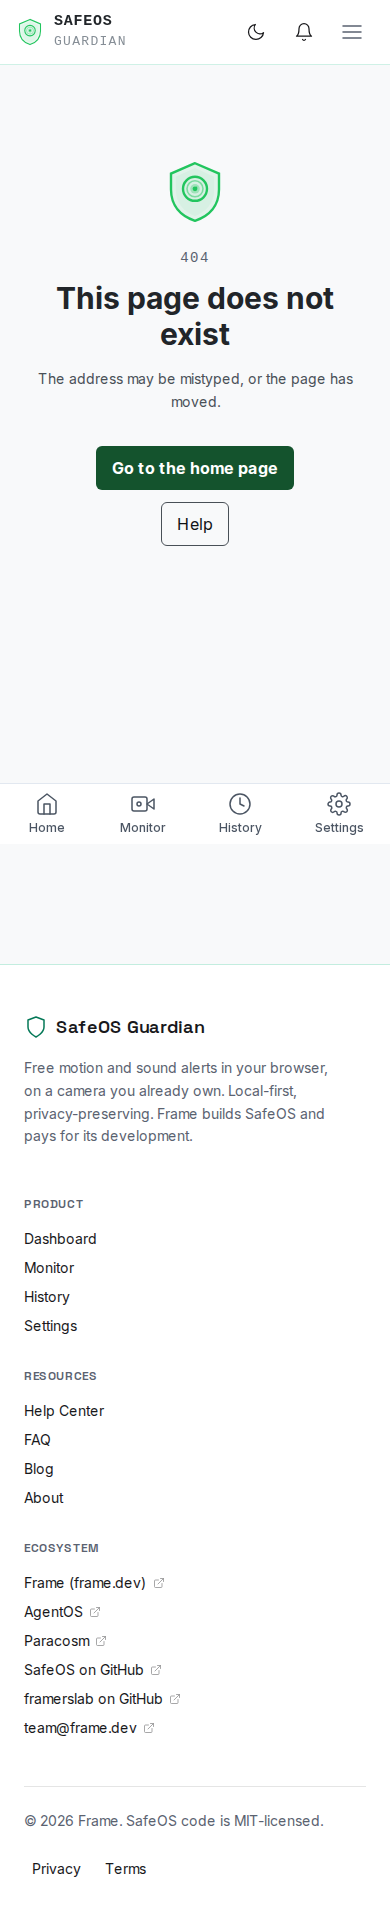 SAFEOS
GUARDIAN
404
This page does not
exist
The address may be mistyped, or the page has
moved.
Go to the home page
Help
Home
Monitor
History
Settings
SafeOS Guardian
Free motion and sound alerts in your browser,
on a camera you already own. Local-first,
privacy-preserving. Frame builds SafeOS and
pays for its development.
PRODUCT
Dashboard
Monitor
History
Settings
RESOURCES
Help Center
FAQ
Blog
About
ECOSYSTEM
Frame (frame.dev)
AgentOS
Paracosm
SafeOS on GitHub
framerslab on GitHub
team@frame.dev
© 2026 Frame. SafeOS code is MIT-licensed.
Privacy
Terms